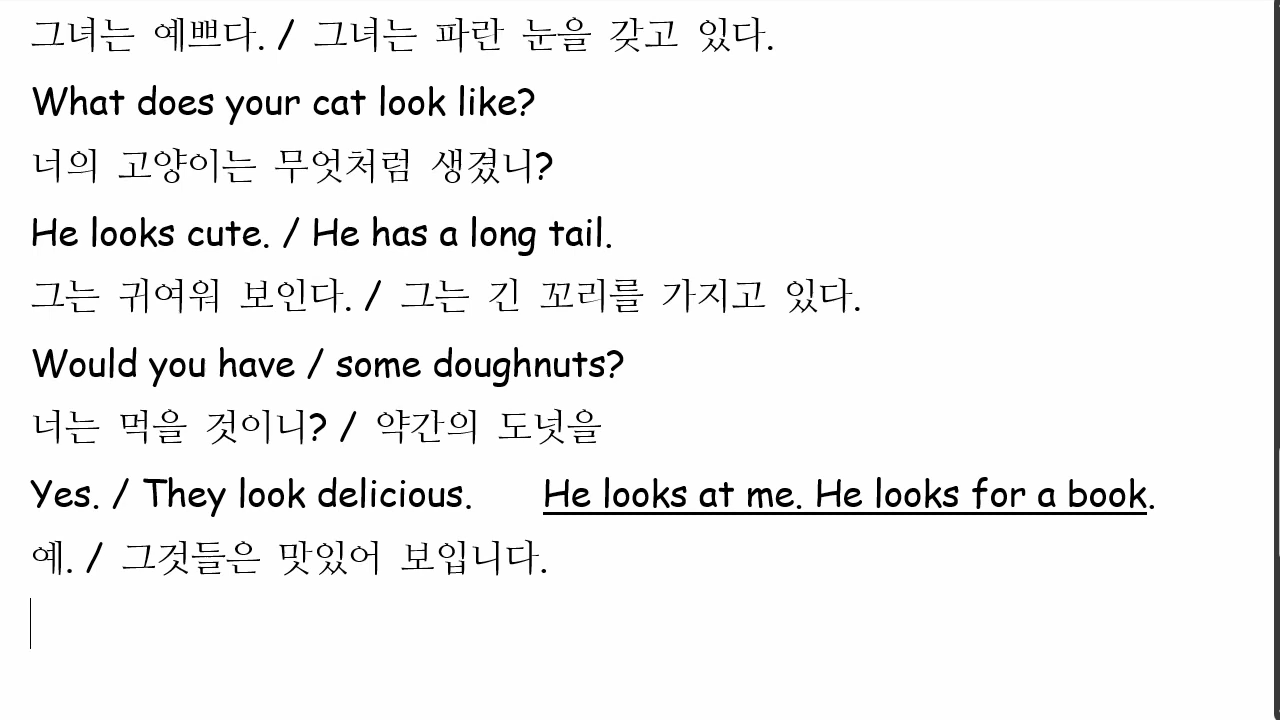 그녀는 예쁘다. / 그녀는 파란 눈을 갖고 있다.
What does your cat look like?
너의 고양이는 무엇처럼 생겼니?
He looks cute. / He has a long tail.
그는 귀여워 보인다. / 그는 긴 꼬리를 가지고 있다.
Would you have / some doughnuts?
너는 먹을 것이니? / 약간의 도넛을
Yes. / They look delicious. He looks at me. He looks for a book.
예. / 그것들은 맛있어 보입니다.